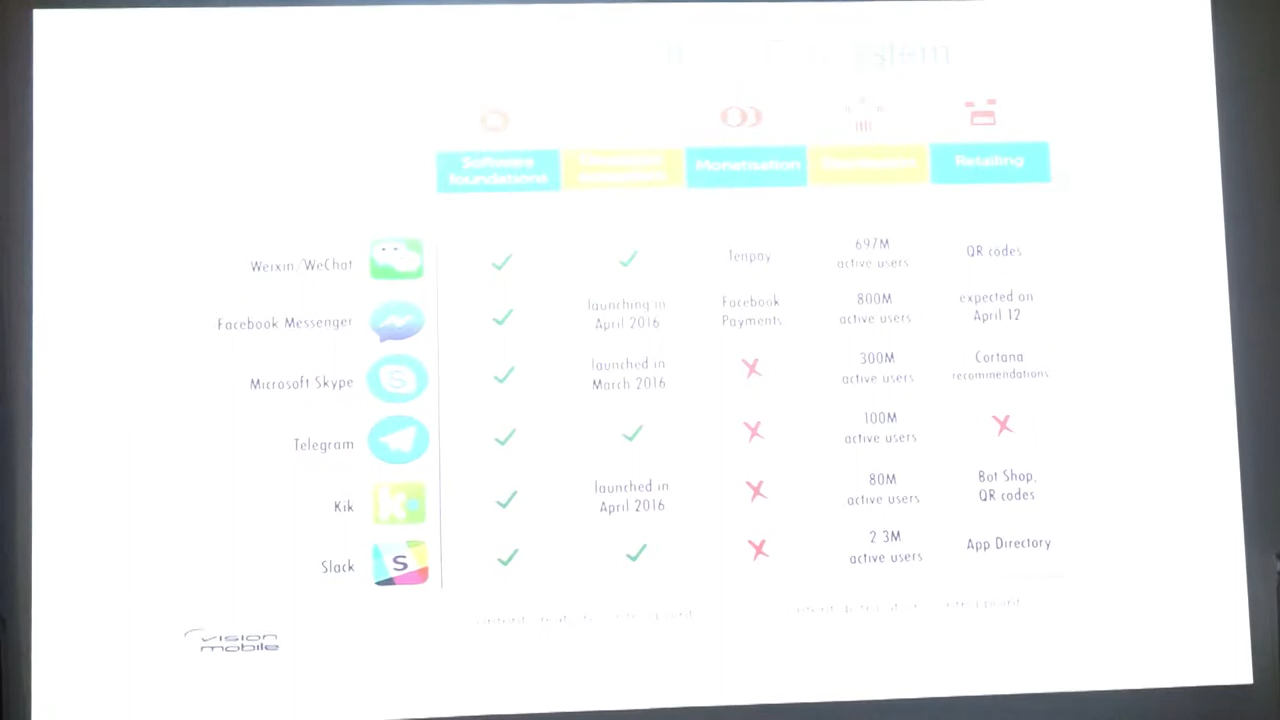 Software
foundations
Monetisation
Retailing
Weixin/WeChat
Tenpay
697M
active users
QR codes
Facebook Messenger
launching in
April 2016
Facebook
Payments
800M
active users
expected on
April 12
Microsoft Skype
launched in
March 2016
300M
active users
Cortana
recommendations
Telegram
100M
active users
Kik
launched in
April 2016
80M
active users
Bot Shop,
QR codes
Slack
S
2.3M
active users
App Directory
vision
mobile